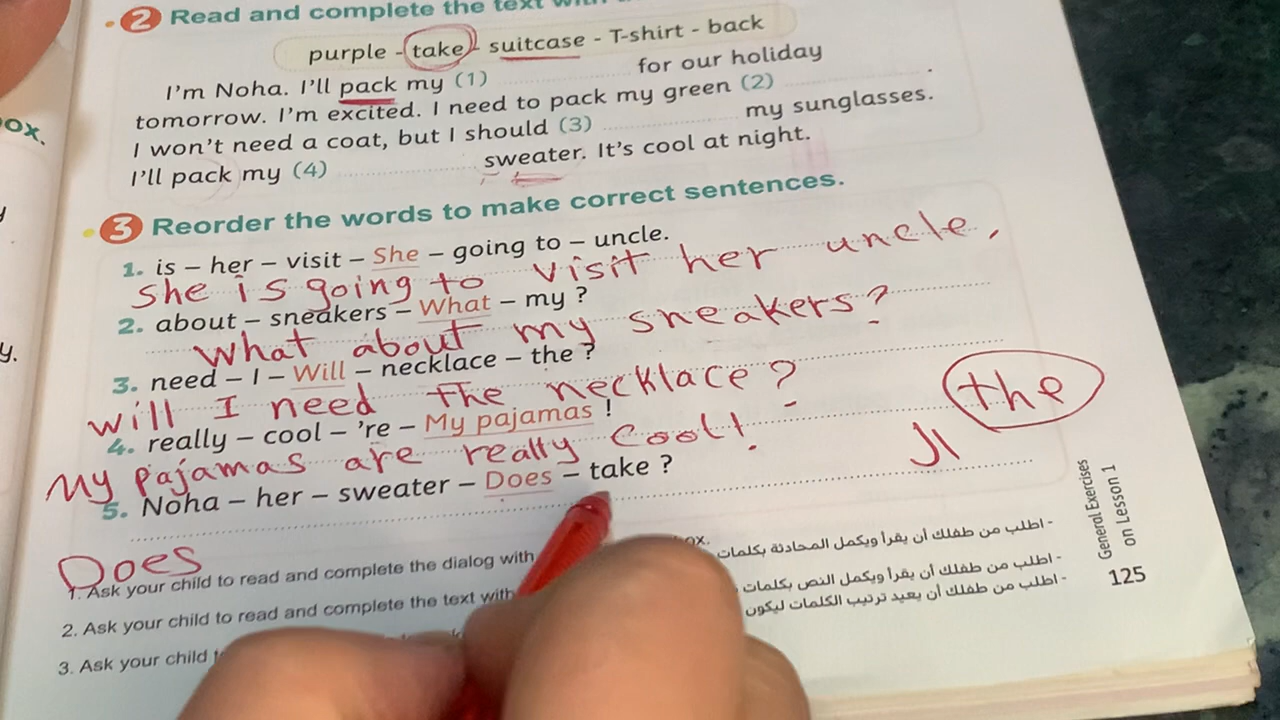 2 Read and complete the text with
purple - take - suitcase - T-shirt - back
I'm Noha. I'll pack my (1) .......... for our holiday
tomorrow. I'm excited. I need to pack my green (2) .......... .
I won't need a coat, but I should (3) .......... my sunglasses.
I'll pack my (4) .......... sweater. It's cool at night.
ox.
3 Reorder the words to make correct sentences.
1. is – her – visit – She – going to – uncle.
She is going to visit her uncle.
2. about – sneakers – What – my ?
What about my sneakers?
y.
3. need – I – Will – necklace – the ?
will I need the necklace?
the
4. really – cool – 're – My pajamas !
My pajamas are really cool!
ال
5. Noha – her – sweater – Does – take ?
Does
1. Ask your child to read and complete the dialog with ox.
- اطلب من طفلك أن يقرأ ويكمل المحادثة بكلمات
2. Ask your child to read and complete the text with
- اطلب من طفلك أن يقرأ ويكمل النص بكلمات
3. Ask your child
- اطلب من طفلك أن يعيد ترتيب الكلمات ليكون
General Exercises
on Lesson 1
125